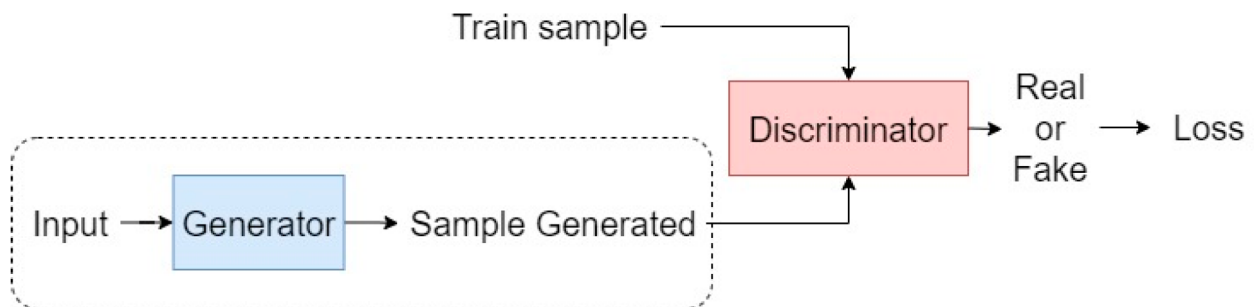 Train sample
Discriminator
Real
or
Fake
Loss
Input
Generator
Sample Generated